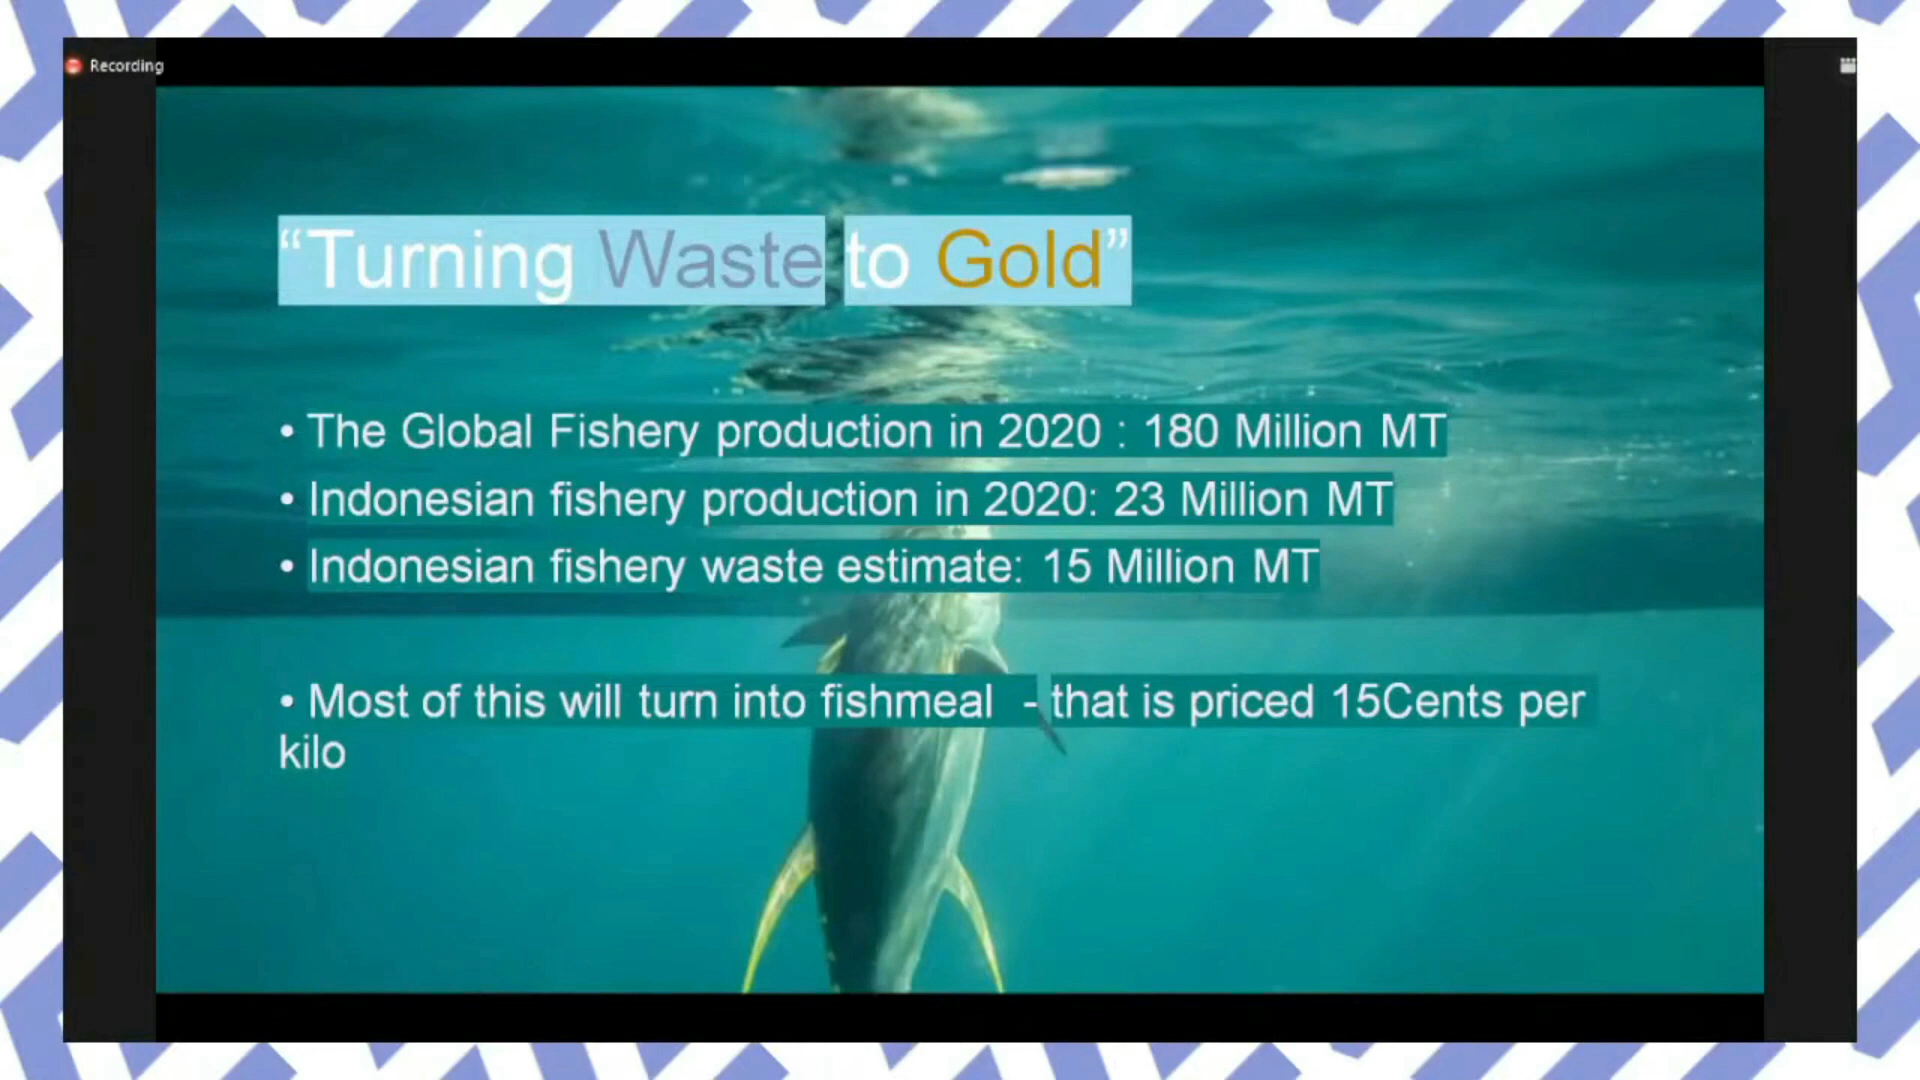 Recording
“Turning Waste to Gold”
• The Global Fishery production in 2020 : 180 Million MT
• Indonesian fishery production in 2020: 23 Million MT
• Indonesian fishery waste estimate: 15 Million MT
• Most of this will turn into fishmeal - that is priced 15Cents per
kilo